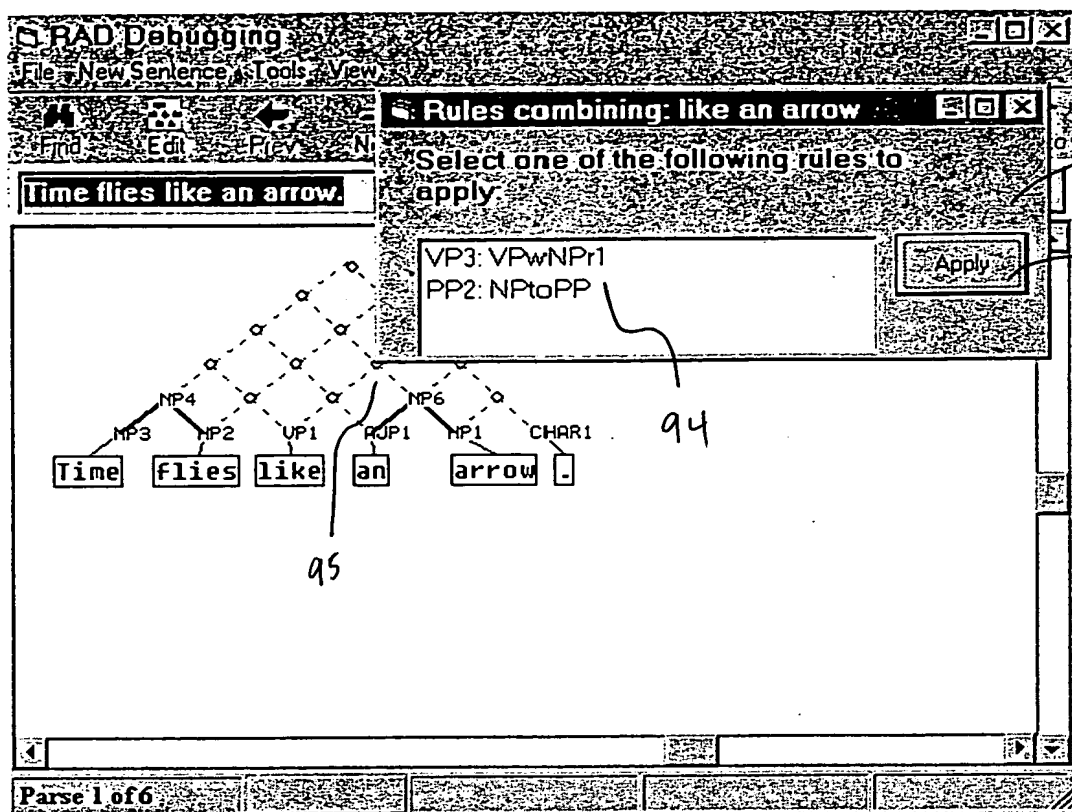 RAD Debugging
File New Sentence Tools View
Find Edit Prev N
Time flies like an arrow.
Rules combining: like an arrow
Select one of the following rules to
apply
VP3: VPwNPr1
PP2: NPtoPP
Apply
94
NP4 NP6
NP3 NP2 VP1 AJP1 NP1 CHAR1
Time flies like an arrow .
95
Parse 1 of 6